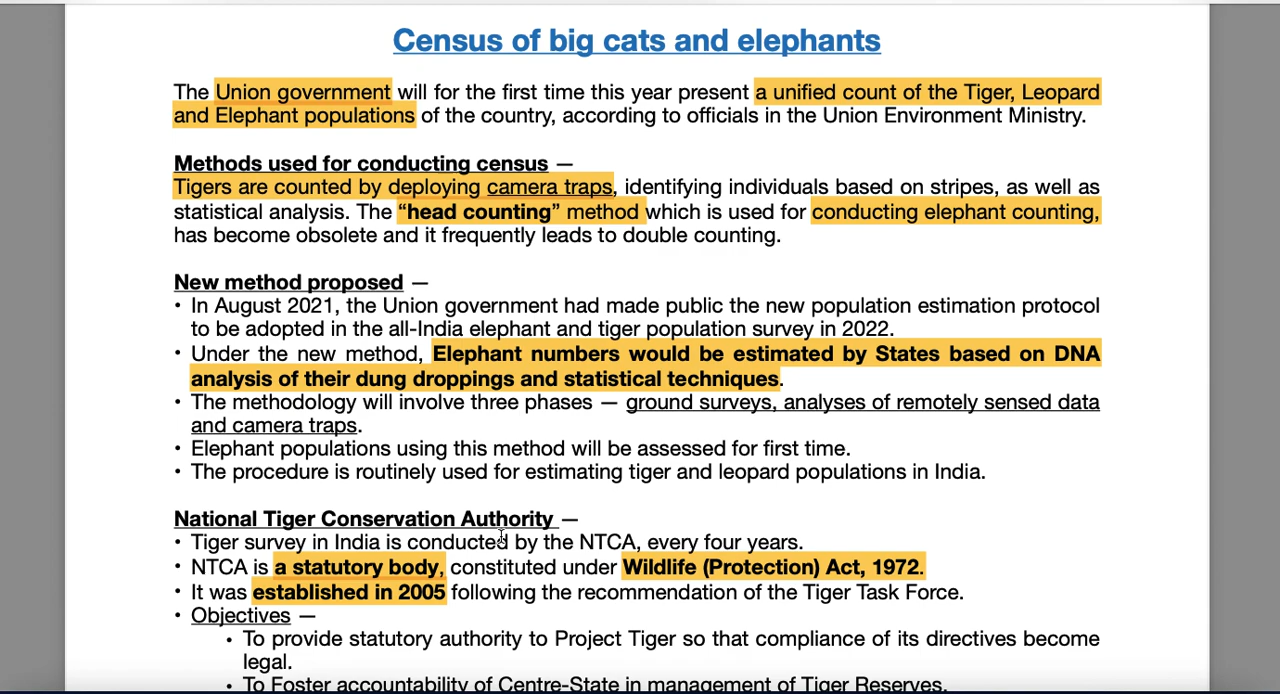 Census of big cats and elephants
The Union government will for the first time this year present a unified count of the Tiger, Leopard
and Elephant populations of the country, according to officials in the Union Environment Ministry.
Methods used for conducting census —
Tigers are counted by deploying camera traps, identifying individuals based on stripes, as well as
statistical analysis. The “head counting” method which is used for conducting elephant counting,
has become obsolete and it frequently leads to double counting.
New method proposed —
• In August 2021, the Union government had made public the new population estimation protocol
to be adopted in the all-India elephant and tiger population survey in 2022.
• Under the new method, Elephant numbers would be estimated by States based on DNA
analysis of their dung droppings and statistical techniques.
• The methodology will involve three phases — ground surveys, analyses of remotely sensed data
and camera traps.
• Elephant populations using this method will be assessed for first time.
• The procedure is routinely used for estimating tiger and leopard populations in India.
National Tiger Conservation Authority —
• Tiger survey in India is conducted by the NTCA, every four years.
• NTCA is a statutory body, constituted under Wildlife (Protection) Act, 1972.
• It was established in 2005 following the recommendation of the Tiger Task Force.
• Objectives —
• To provide statutory authority to Project Tiger so that compliance of its directives become
legal.
• To Foster accountability of Centre-State in management of Tiger Reserves.